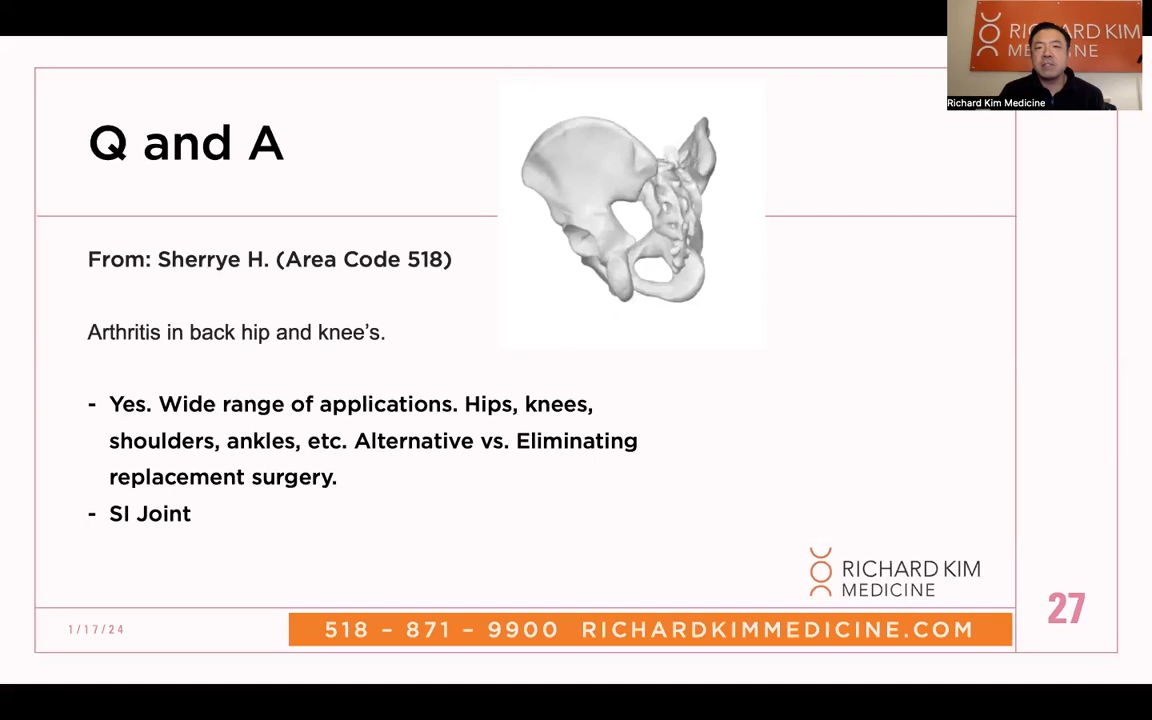 RICHARD KIM
MEDICINE
Richard Kim Medicine
Q and A
From: Sherrye H. (Area Code 518)
Arthritis in back hip and knee’s.
- Yes. Wide range of applications. Hips, knees,
shoulders, ankles, etc. Alternative vs. Eliminating
replacement surgery.
- SI Joint
RICHARD KIM
MEDICINE
27
1/17/24
518 – 871 – 9900 RICHARDKIMMEDICINE.COM